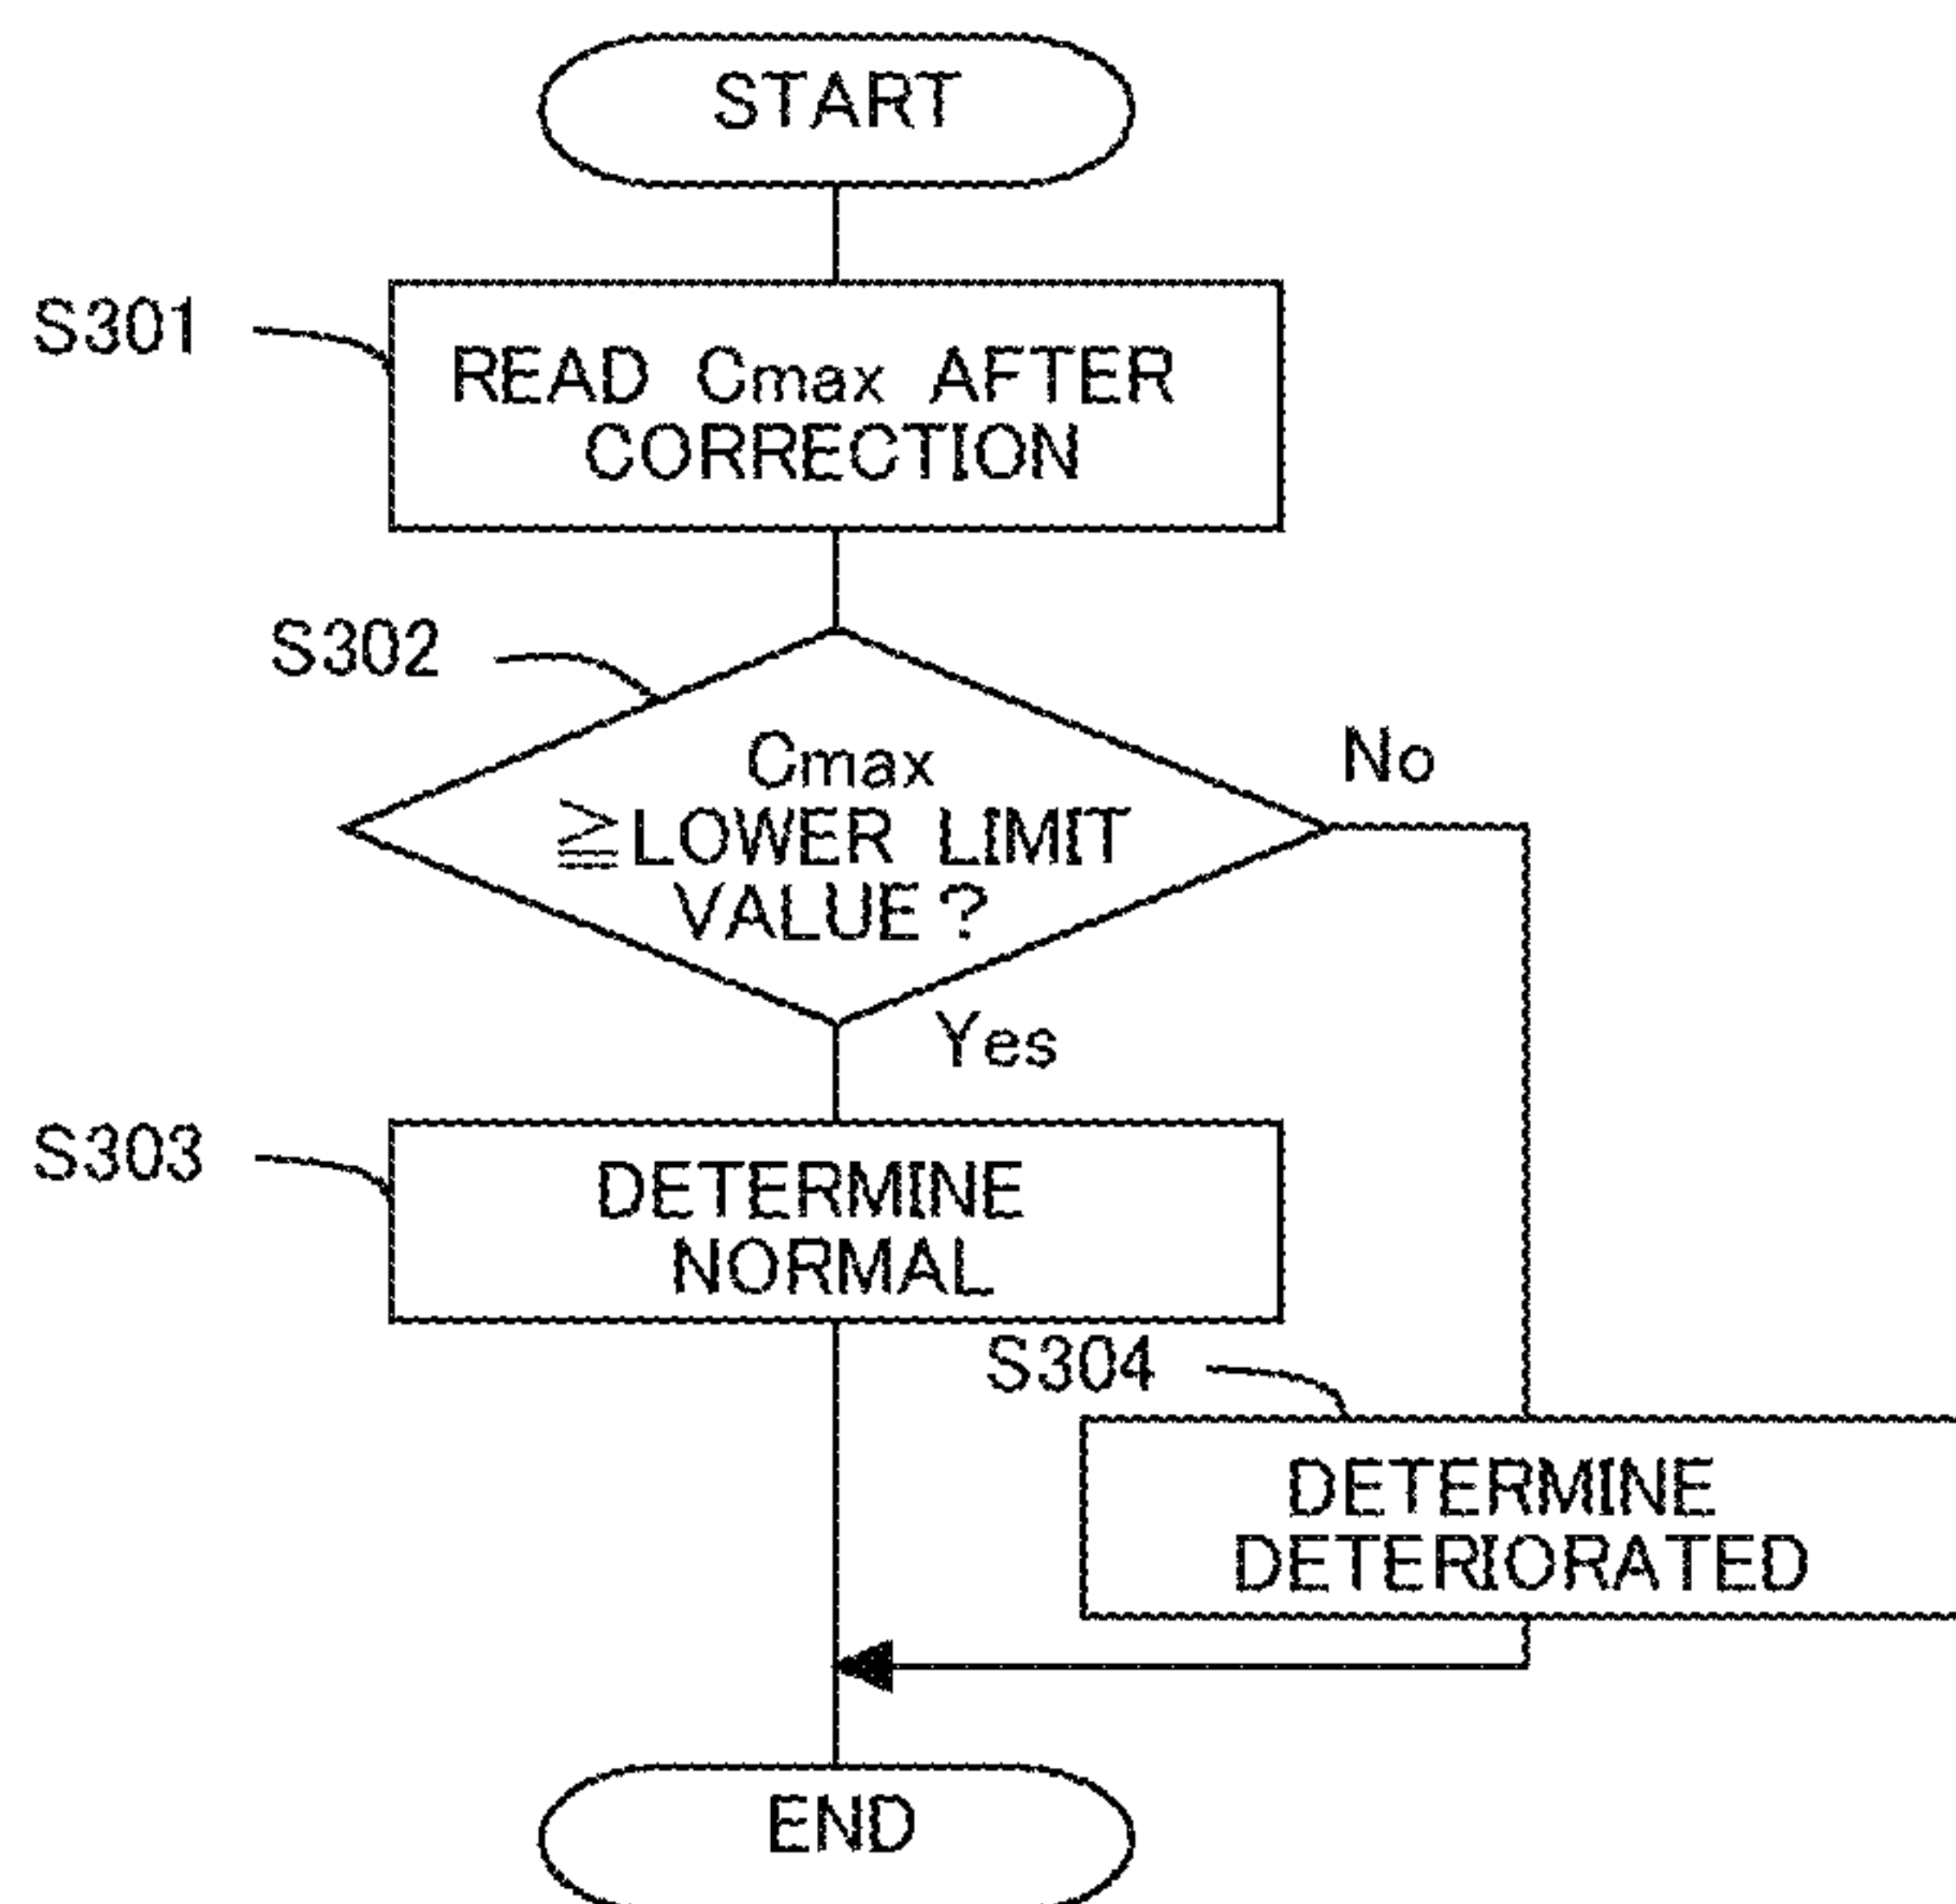 START
S301
READ Cmax AFTER
CORRECTION
S302
Cmax
≧LOWER LIMIT
VALUE?
No
Yes
S303
DETERMINE
NORMAL
S304
DETERMINE
DETERIORATED
END